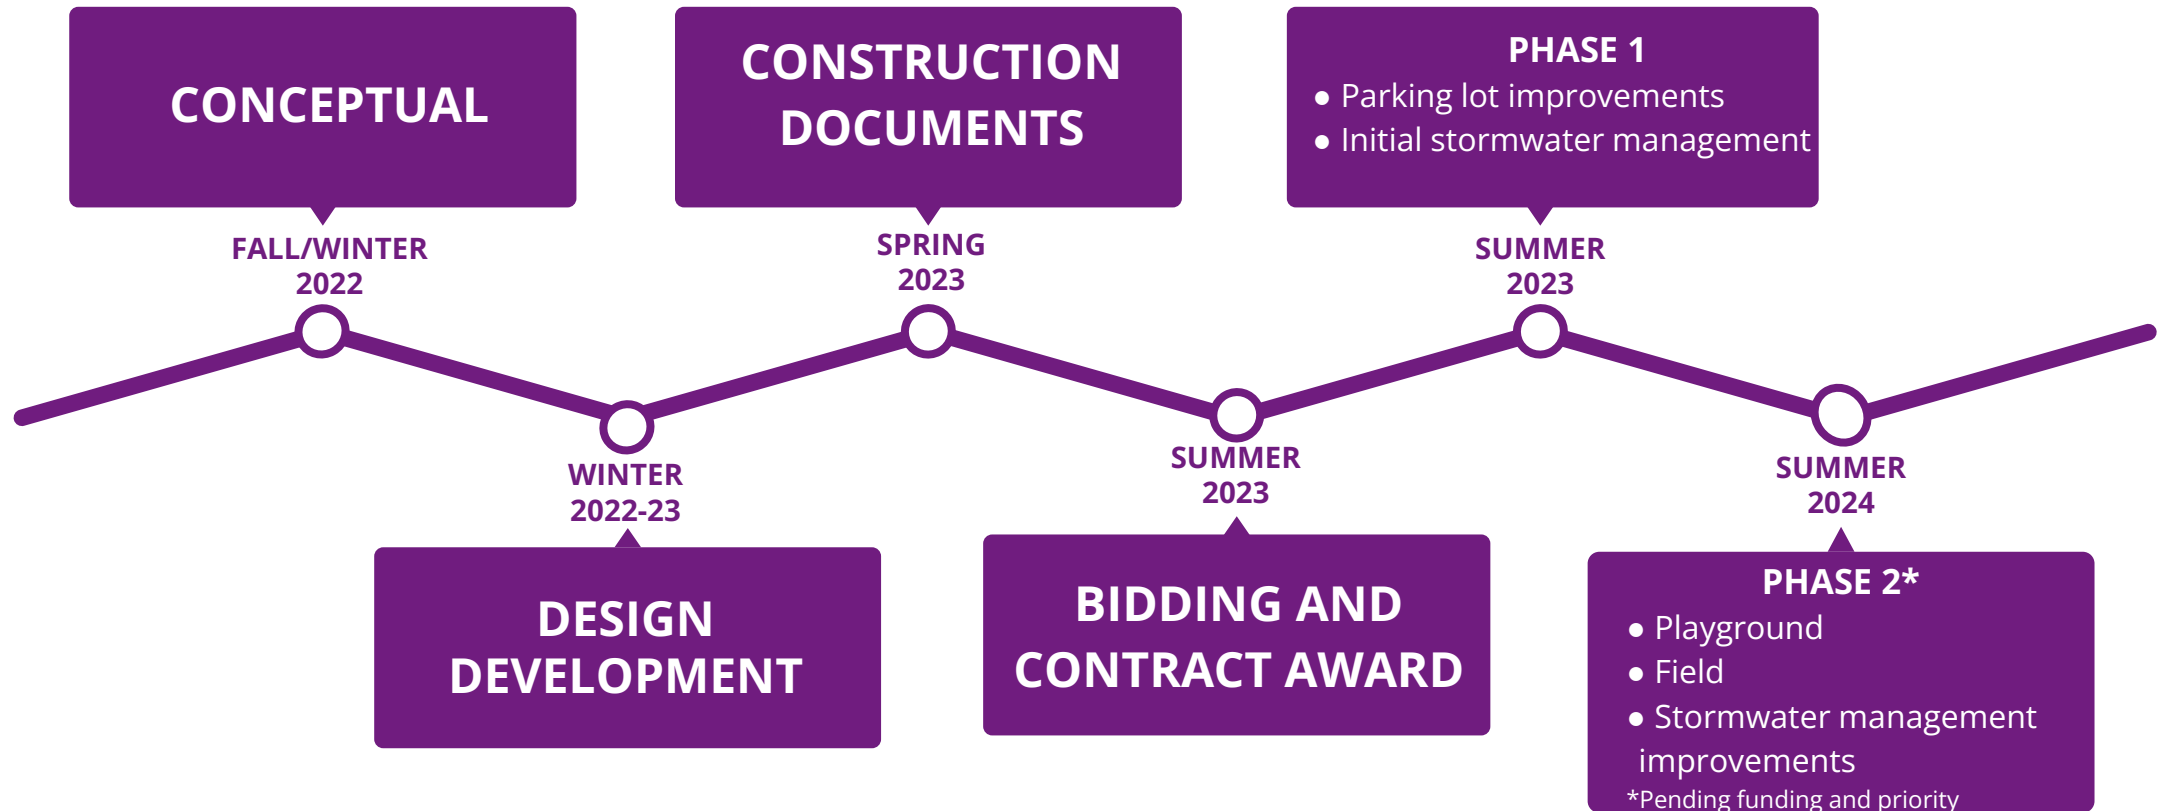 CONCEPTUAL
FALL/WINTER
2022
WINTER
2022-23
DESIGN
DEVELOPMENT
CONSTRUCTION
DOCUMENTS
SPRING
2023
SUMMER
2023
BIDDING AND
CONTRACT AWARD
PHASE 1
● Parking lot improvements
● Initial stormwater management
SUMMER
2023
SUMMER
2024
PHASE 2*
● Playground
● Field
● Stormwater management
improvements
*Pending funding and priority